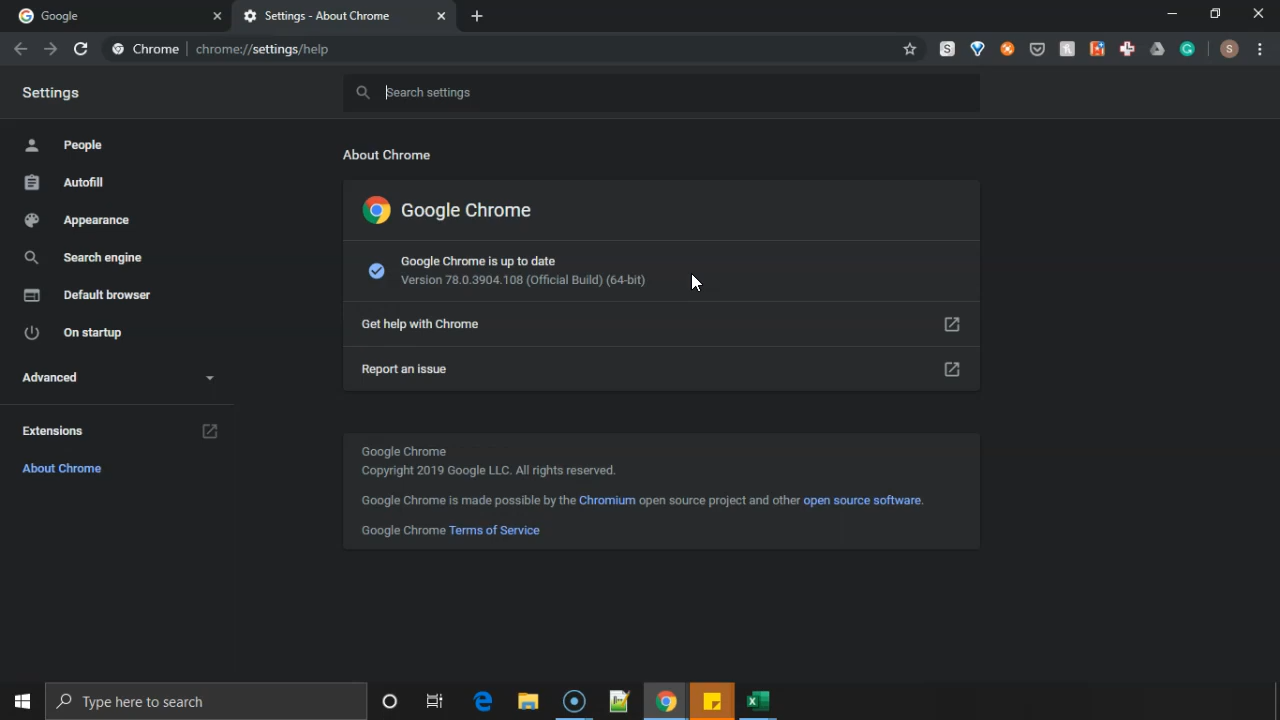 Google
Settings - About Chrome
Chrome
chrome://settings/help
Settings
Search settings
People
Autofill
Appearance
Search engine
Default browser
On startup
Advanced
Extensions
About Chrome
About Chrome
Google Chrome
Google Chrome is up to date
Version 78.0.3904.108 (Official Build) (64-bit)
Get help with Chrome
Report an issue
Google Chrome
Copyright 2019 Google LLC. All rights reserved.
Google Chrome is made possible by the Chromium open source project and other open source software.
Google Chrome Terms of Service
Type here to search